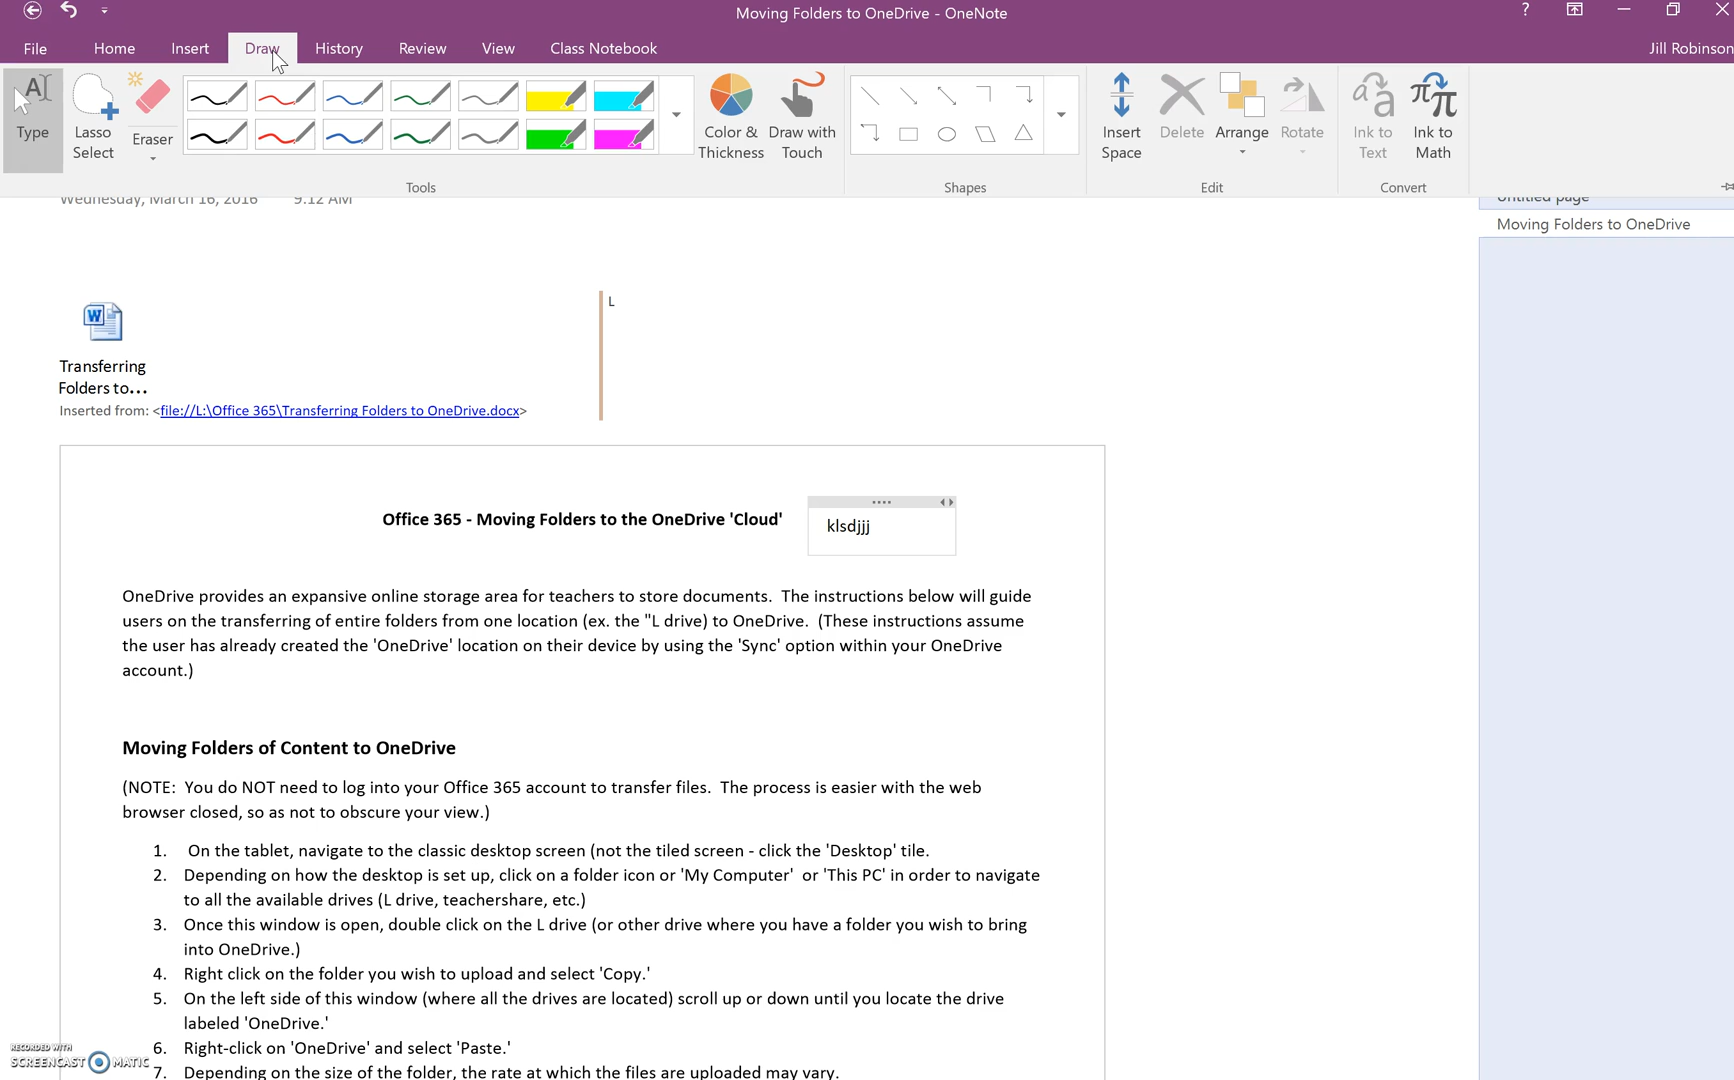 Moving Folders to OneDrive - OneNote
?
File Home Insert Draw History Review View Class Notebook
Jill Robinson
Type
Lasso Select
Eraser
Color & Thickness
Draw with Touch
Insert Space
Delete
Arrange
Rotate
Ink to Text
Ink to Math
Tools
Shapes
Edit
Convert
Wednesday, March 16, 2016 9:12 AM
Untitled page
Moving Folders to OneDrive
L
Transferring
Folders to...
Inserted from: <file://L:\Office 365\Transferring Folders to OneDrive.docx>
Office 365 - Moving Folders to the OneDrive 'Cloud'
klsdjjj
OneDrive provides an expansive online storage area for teachers to store documents. The instructions below will guide
users on the transferring of entire folders from one location (ex. the "L drive) to OneDrive. (These instructions assume
the user has already created the 'OneDrive' location on their device by using the 'Sync' option within your OneDrive
account.)
Moving Folders of Content to OneDrive
(NOTE: You do NOT need to log into your Office 365 account to transfer files. The process is easier with the web
browser closed, so as not to obscure your view.)
1. On the tablet, navigate to the classic desktop screen (not the tiled screen - click the 'Desktop' tile.
2. Depending on how the desktop is set up, click on a folder icon or 'My Computer' or 'This PC' in order to navigate
to all the available drives (L drive, teachershare, etc.)
3. Once this window is open, double click on the L drive (or other drive where you have a folder you wish to bring
into OneDrive.)
4. Right click on the folder you wish to upload and select 'Copy.'
5. On the left side of this window (where all the drives are located) scroll up or down until you locate the drive
labeled 'OneDrive.'
6. Right-click on 'OneDrive' and select 'Paste.'
7. Depending on the size of the folder, the rate at which the files are uploaded may vary.
RECORDED WITH
SCREENCAST MATIC